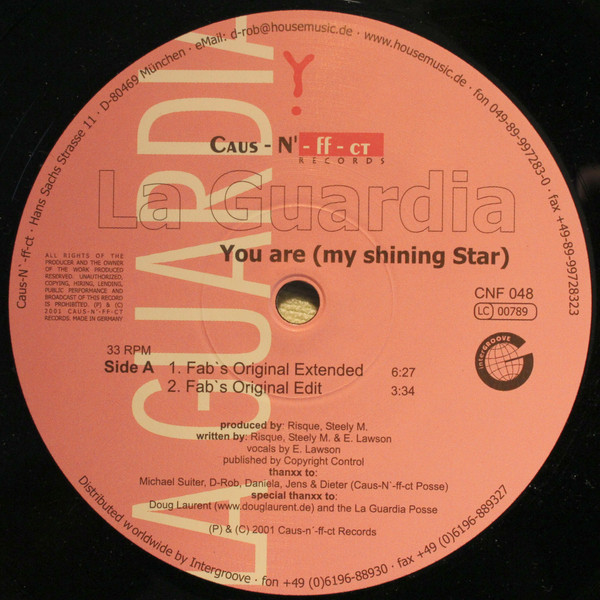 Caus-N´-ff-ct · Hans Sachs Strasse 11 · D-80469 München · eMail: d-rob@housemusic.de · www.housemusic.de · fon 049-89-997283-0 · fax +49-89-99728323
LA GUARDIA
Y.
CAUS - N' - ff - CT
RECORDS
La Guardia
You are (my shining Star)
ALL RIGHTS OF THE
PRODUCER AND THE OWNER
OF THE WORK PRODUCED
RESERVED. UNAUTHORIZED,
COPYING, HIRING, LENDING,
PUBLIC PERFORMANCE AND
BROADCAST OF THIS RECORD
IS PROHIBITED. (P) & (C)
2001 CAUS-N´-FF-CT
RECORDS. MADE IN GERMANY
CNF 048
LC 00789
interGROOVE
33 RPM
Side A
1. Fab`s Original Extended 6:27
2. Fab`s Original Edit 3:34
produced by: Risque, Steely M.
written by: Risque, Steely M. & E. Lawson
vocals by E. Lawson
published by Copyright Control
thanxx to:
Michael Suiter, D-Rob, Daniela, Jens & Dieter (Caus-N´-ff-ct Posse)
special thanxx to:
Doug Laurent (www.douglaurent.de) and the La Guardia Posse
(P) & (C) 2001 Caus-n´-ff-ct Records
Distributed worldwide by Intergroove · fon +49 (0)6196-88930 · fax +49 (0)6196-889327